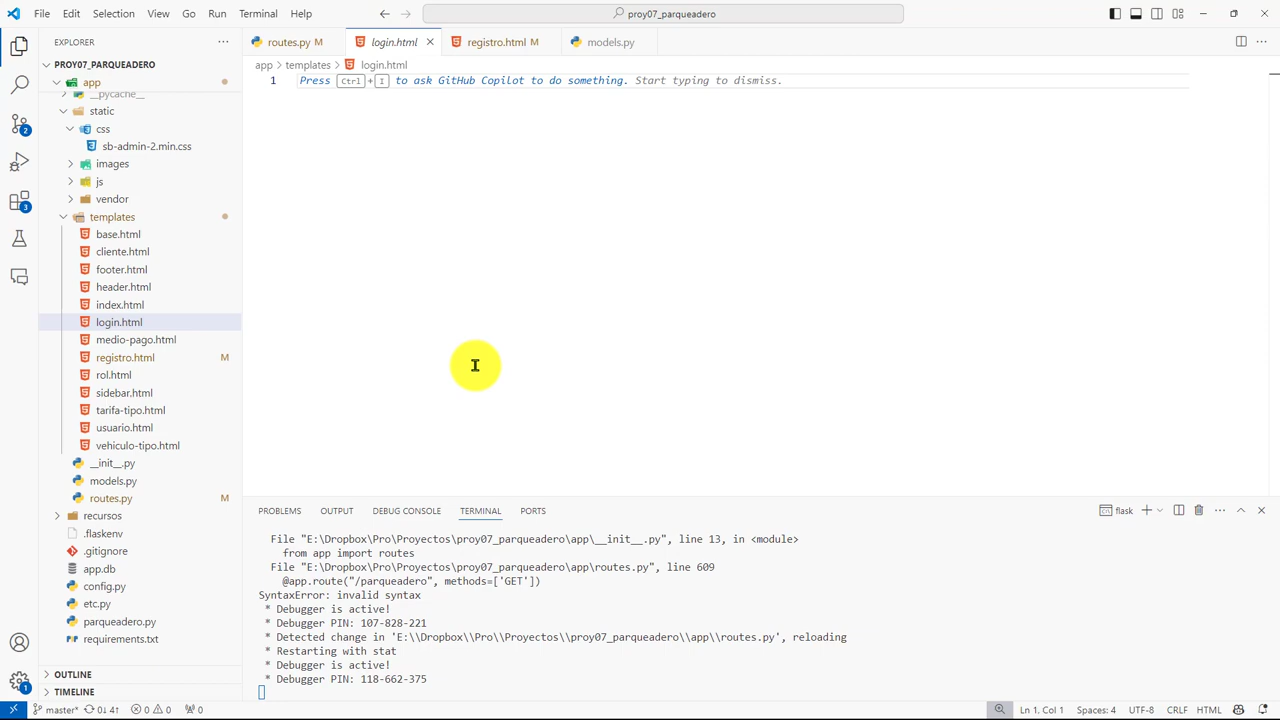 File Edit Selection View Go Run Terminal Help
proy07_parqueadero
EXPLORER
routes.py M
login.html
registro.html M
models.py
PROY07_PARQUEADERO
app
__pycache__
static
css
sb-admin-2.min.css
images
js
vendor
templates
base.html
cliente.html
footer.html
header.html
index.html
login.html
medio-pago.html
registro.html M
rol.html
sidebar.html
tarifa-tipo.html
usuario.html
vehiculo-tipo.html
__init__.py
models.py
routes.py M
recursos
.flaskenv
.gitignore
app.db
config.py
etc.py
parqueadero.py
requirements.txt
OUTLINE
TIMELINE
2
3
1
app > templates > login.html
1 Press Ctrl + I to ask GitHub Copilot to do something. Start typing to dismiss.
PROBLEMS OUTPUT DEBUG CONSOLE TERMINAL PORTS
flask
File "E:\Dropbox\Pro\Proyectos\proy07_parqueadero\app\__init__.py", line 13, in <module>
from app import routes
File "E:\Dropbox\Pro\Proyectos\proy07_parqueadero\app\routes.py", line 609
@app.route("/parqueadero", methods=['GET'])
SyntaxError: invalid syntax
* Debugger is active!
* Debugger PIN: 107-828-221
* Detected change in 'E:\\Dropbox\\Pro\\Proyectos\\proy07_parqueadero\\app\\routes.py', reloading
* Restarting with stat
* Debugger is active!
* Debugger PIN: 118-662-375
master* 0↓ 4↑ 0 0 0
Ln 1, Col 1 Spaces: 4 UTF-8 CRLF HTML